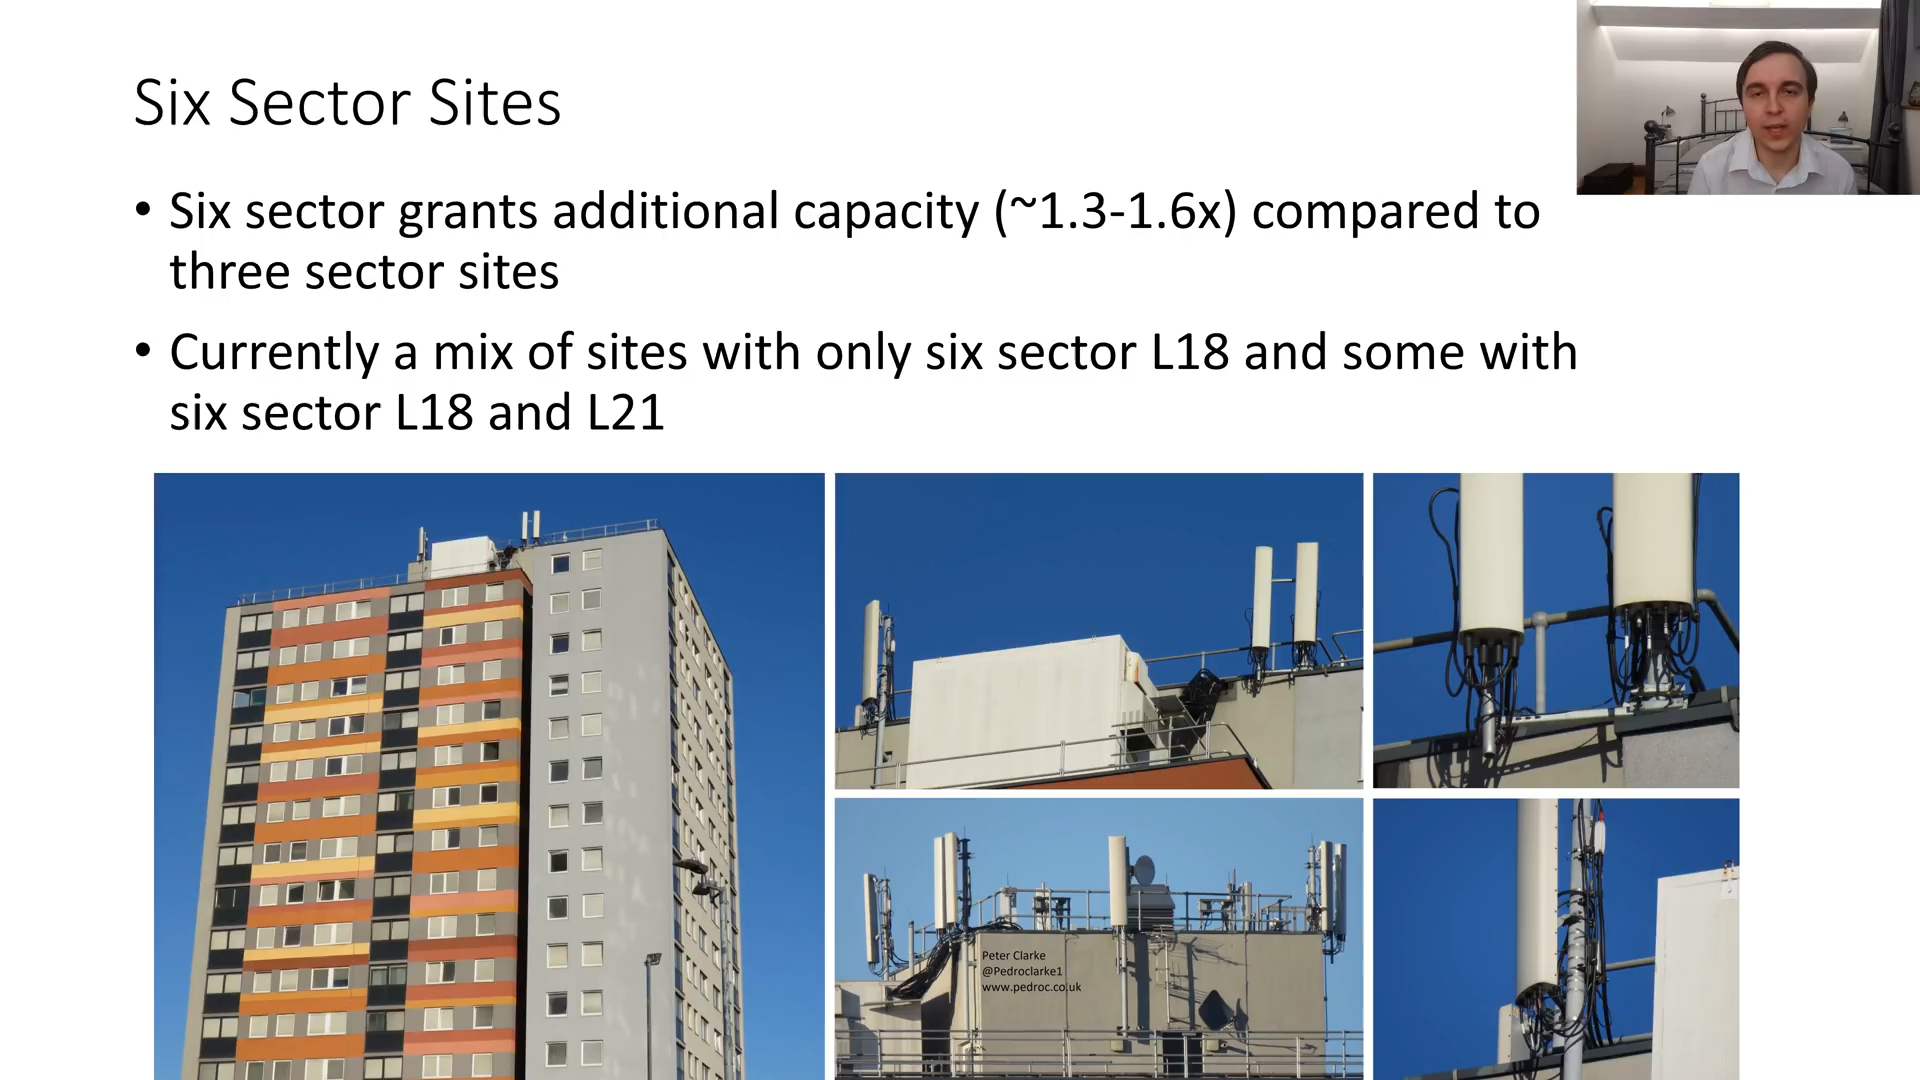 Six Sector Sites
• Six sector grants additional capacity (~1.3-1.6x) compared to
three sector sites
• Currently a mix of sites with only six sector L18 and some with
six sector L18 and L21
Peter Clarke
@Pedroclarke1
www.pedroc.co.uk